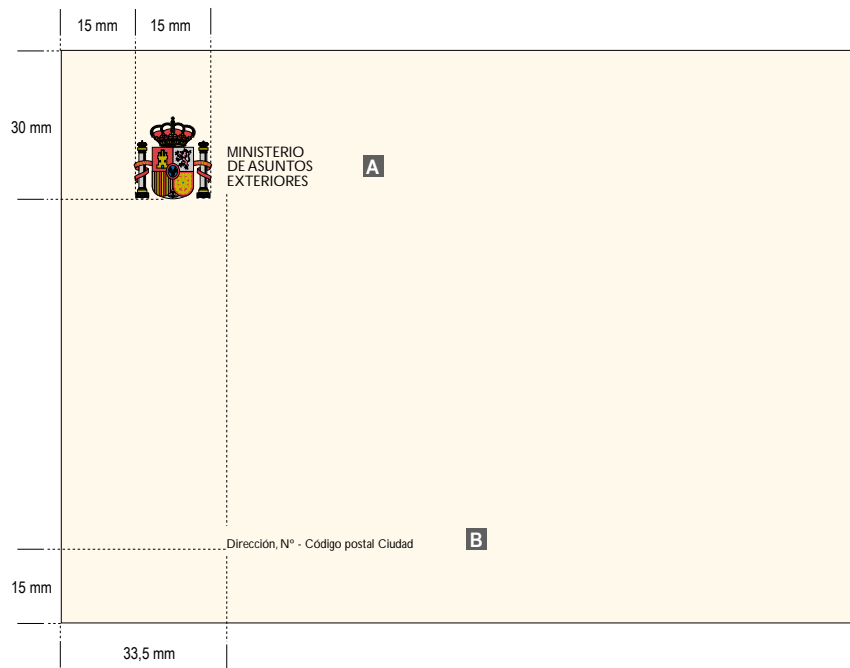 15 mm
15 mm
30 mm
MINISTERIO
DE ASUNTOS
EXTERIORES
A
Dirección, Nº - Código postal Ciudad
B
15 mm
33,5 mm